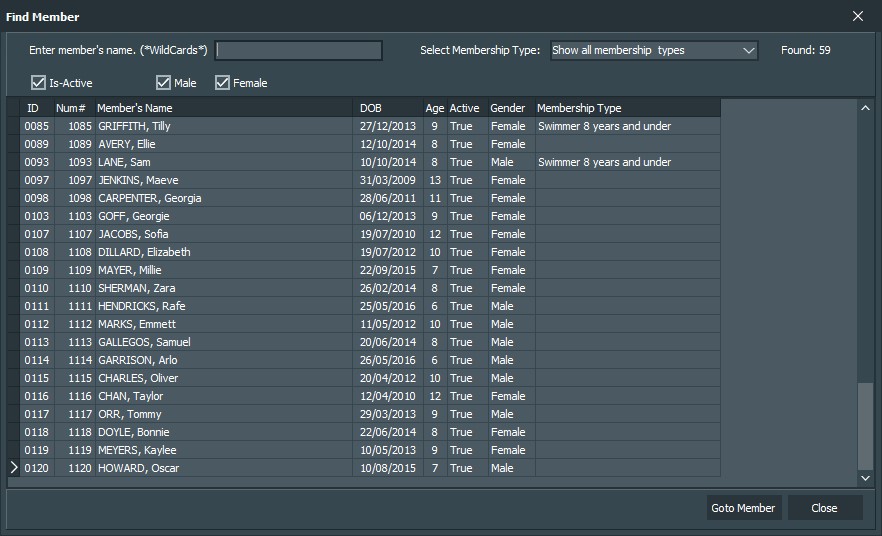 Find Member
Enter member's name. (*WildCards*) Select Membership Type: Show all membership types Found: 59
Is-Active Male Female
ID Num# Member's Name DOB Age Active Gender Membership Type
0085 1085 GRIFFITH, Tilly 27/12/2013 9 True Female Swimmer 8 years and under
0089 1089 AVERY, Ellie 12/10/2014 8 True Female
0093 1093 LANE, Sam 10/10/2014 8 True Male Swimmer 8 years and under
0097 1097 JENKINS, Maeve 31/03/2009 13 True Female
0098 1098 CARPENTER, Georgia 28/06/2011 11 True Female
0103 1103 GOFF, Georgie 06/12/2013 9 True Female
0107 1107 JACOBS, Sofia 19/07/2010 12 True Female
0108 1108 DILLARD, Elizabeth 19/07/2012 10 True Female
0109 1109 MAYER, Millie 22/09/2015 7 True Female
0110 1110 SHERMAN, Zara 26/02/2014 8 True Female
0111 1111 HENDRICKS, Rafe 25/05/2016 6 True Male
0112 1112 MARKS, Emmett 11/05/2012 10 True Male
0113 1113 GALLEGOS, Samuel 20/06/2014 8 True Male
0114 1114 GARRISON, Arlo 26/05/2016 6 True Male
0115 1115 CHARLES, Oliver 20/04/2012 10 True Male
0116 1116 CHAN, Taylor 12/04/2010 12 True Female
0117 1117 ORR, Tommy 29/03/2013 9 True Male
0118 1118 DOYLE, Bonnie 22/06/2014 8 True Female
0119 1119 MEYERS, Kaylee 10/05/2013 9 True Female
0120 1120 HOWARD, Oscar 10/08/2015 7 True Male
Goto Member Close